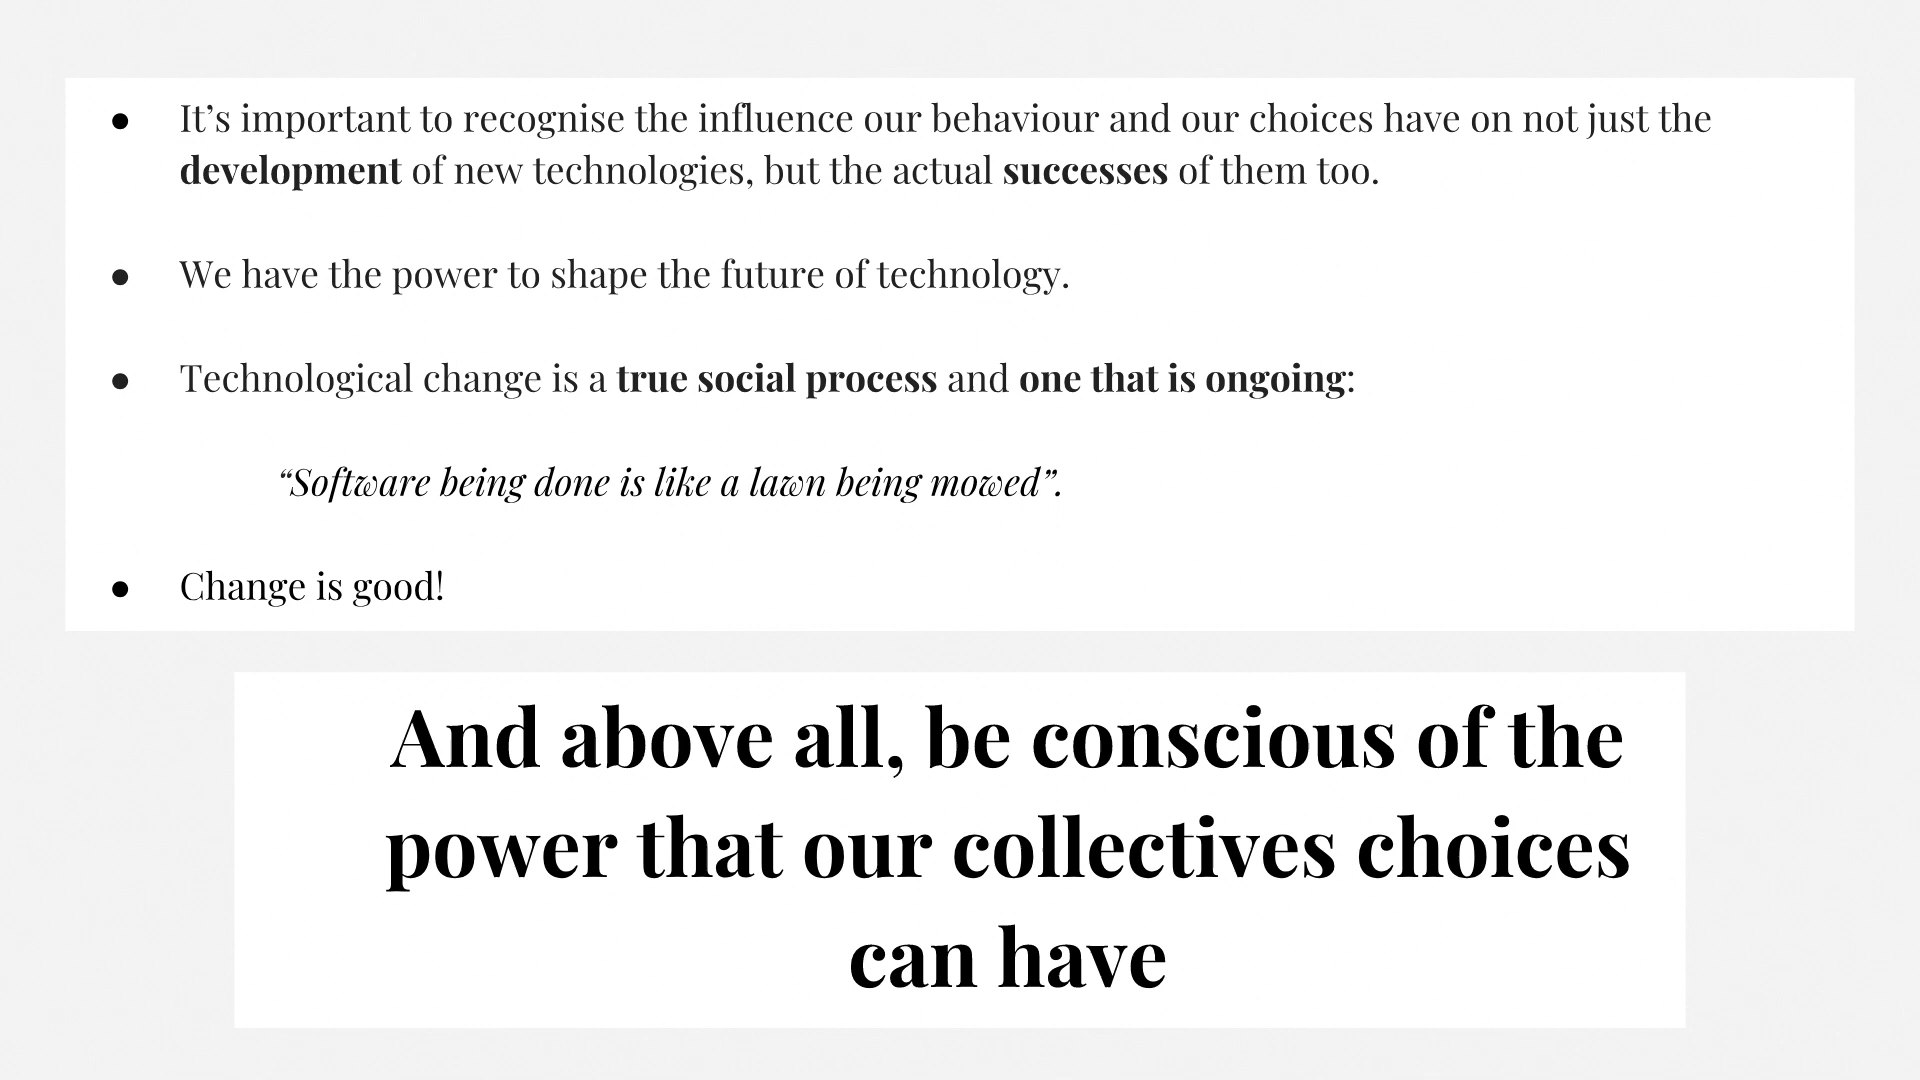 ● It’s important to recognise the influence our behaviour and our choices have on not just the
development of new technologies, but the actual successes of them too.
● We have the power to shape the future of technology.
● Technological change is a true social process and one that is ongoing:
“Software being done is like a lawn being mowed”.
● Change is good!
And above all, be conscious of the
power that our collectives choices
can have